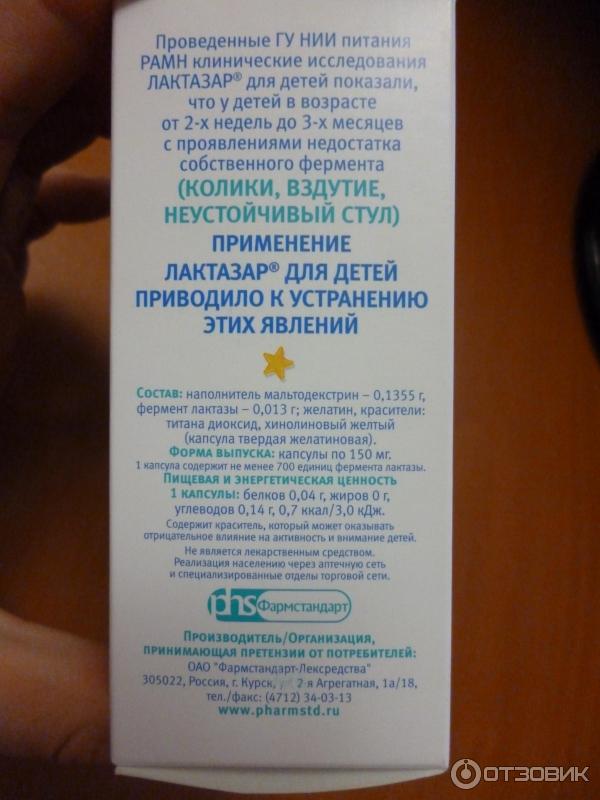 Проведенные ГУ НИИ питания
РАМН клинические исследования
ЛАКТАЗАР® для детей показали,
что у детей в возрасте
от 2-х недель до 3-х месяцев
с проявлениями недостатка
собственного фермента
(КОЛИКИ, ВЗДУТИЕ,
НЕУСТОЙЧИВЫЙ СТУЛ)
ПРИМЕНЕНИЕ
ЛАКТАЗАР® ДЛЯ ДЕТЕЙ
ПРИВОДИЛО К УСТРАНЕНИЮ
ЭТИХ ЯВЛЕНИЙ
СОСТАВ: наполнитель мальтодекстрин – 0,1355 г,
фермент лактазы – 0,013 г; желатин, красители:
титана диоксид, хинолиновый желтый
(капсула твердая желатиновая).
ФОРМА ВЫПУСКА: капсулы по 150 мг.
1 капсула содержит не менее 700 единиц фермента лактазы.
ПИЩЕВАЯ И ЭНЕРГЕТИЧЕСКАЯ ЦЕННОСТЬ
1 КАПСУЛЫ: белков 0,04 г, жиров 0 г,
углеводов 0,14 г, 0,7 ккал/3,0 кДж.
Содержит краситель, который может оказывать
отрицательное влияние на активность и внимание детей.
Не является лекарственным средством.
Реализация населению через аптечную сеть
и специализированные отделы торговой сети.
phs Фармстандарт
ПРОИЗВОДИТЕЛЬ/ОРГАНИЗАЦИЯ,
ПРИНИМАЮЩАЯ ПРЕТЕНЗИИ ОТ ПОТРЕБИТЕЛЕЙ:
ОАО "Фармстандарт-Лексредства"
305022, Россия, г. Курск, 2-я Агрегатная, 1а/18,
тел./факс: (4712) 34-03-13
www.pharmstd.ru
ОТЗОВИК